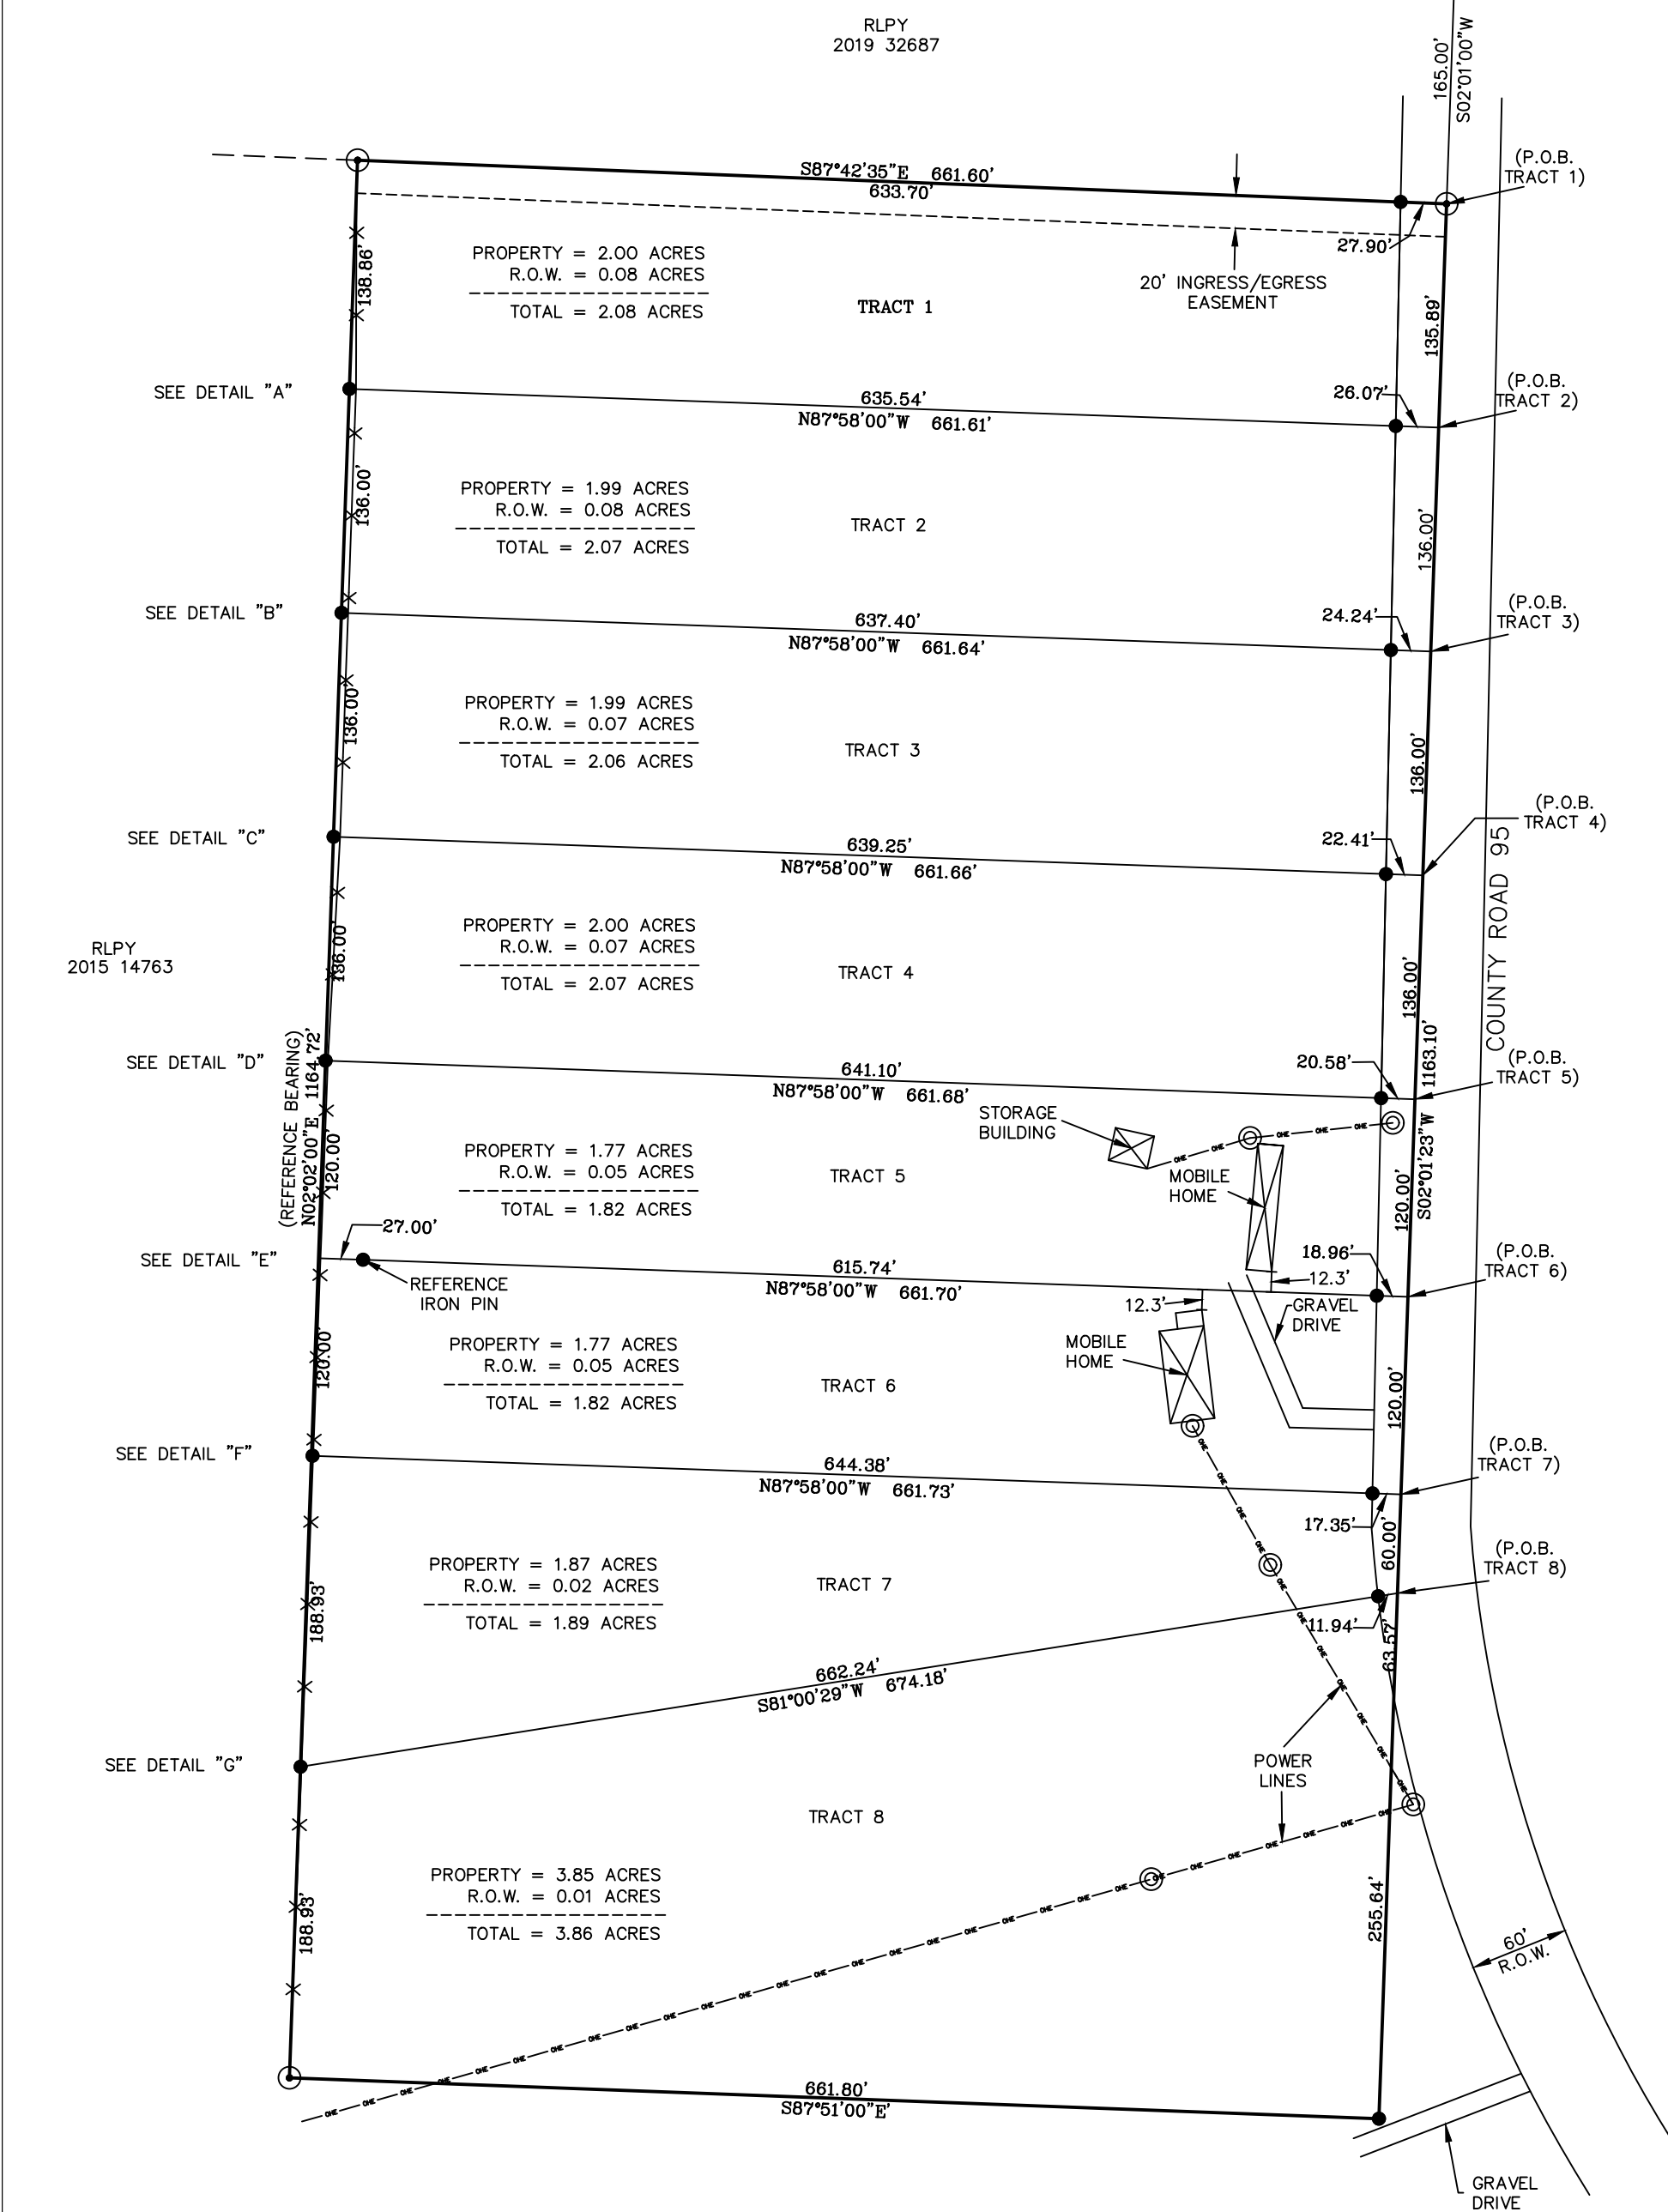 RLPY
2019 32687
165.00'
S02°01'00"W
(P.O.B.
TRACT 1)
S87°42'35"E 661.60'
633.70'
27.90'
20' INGRESS/EGRESS
EASEMENT
PROPERTY = 2.00 ACRES
R.O.W. = 0.08 ACRES
TOTAL = 2.08 ACRES
TRACT 1
138.86'
135.89'
SEE DETAIL "A"
635.54'
N87°58'00"W 661.61'
26.07'
(P.O.B.
TRACT 2)
PROPERTY = 1.99 ACRES
R.O.W. = 0.08 ACRES
TOTAL = 2.07 ACRES
TRACT 2
136.00'
136.00'
SEE DETAIL "B"
637.40'
N87°58'00"W 661.64'
24.24'
(P.O.B.
TRACT 3)
PROPERTY = 1.99 ACRES
R.O.W. = 0.07 ACRES
TOTAL = 2.06 ACRES
TRACT 3
136.00'
136.00'
SEE DETAIL "C"
639.25'
N87°58'00"W 661.66'
22.41'
(P.O.B.
TRACT 4)
COUNTY ROAD 95
RLPY
2015 14763
PROPERTY = 2.00 ACRES
R.O.W. = 0.07 ACRES
TOTAL = 2.07 ACRES
TRACT 4
136.00'
136.00'
SEE DETAIL "D"
(REFERENCE BEARING)
N02°02'00"E 1164.72'
641.10'
N87°58'00"W 661.68'
20.58'
S02°01'23"W 1163.10'
(P.O.B.
TRACT 5)
STORAGE
BUILDING
OHE OHE OHE OHE OHE
MOBILE
HOME
PROPERTY = 1.77 ACRES
R.O.W. = 0.05 ACRES
TOTAL = 1.82 ACRES
TRACT 5
120.00'
120.00'
SEE DETAIL "E"
27.00'
REFERENCE
IRON PIN
615.74'
N87°58'00"W 661.70'
18.96'
12.3'
12.3'
(P.O.B.
TRACT 6)
GRAVEL
DRIVE
MOBILE
HOME
PROPERTY = 1.77 ACRES
R.O.W. = 0.05 ACRES
TOTAL = 1.82 ACRES
TRACT 6
120.00'
120.00'
SEE DETAIL "F"
644.38'
N87°58'00"W 661.73'
17.35'
(P.O.B.
TRACT 7)
60.00'
PROPERTY = 1.87 ACRES
R.O.W. = 0.02 ACRES
TOTAL = 1.89 ACRES
TRACT 7
188.93'
(P.O.B.
TRACT 8)
11.94'
63.57'
662.24'
S81°00'29"W 674.18'
SEE DETAIL "G"
POWER
LINES
TRACT 8
PROPERTY = 3.85 ACRES
R.O.W. = 0.01 ACRES
TOTAL = 3.86 ACRES
188.93'
255.64'
60'
R.O.W.
661.80'
S87°51'00"E'
GRAVEL
DRIVE